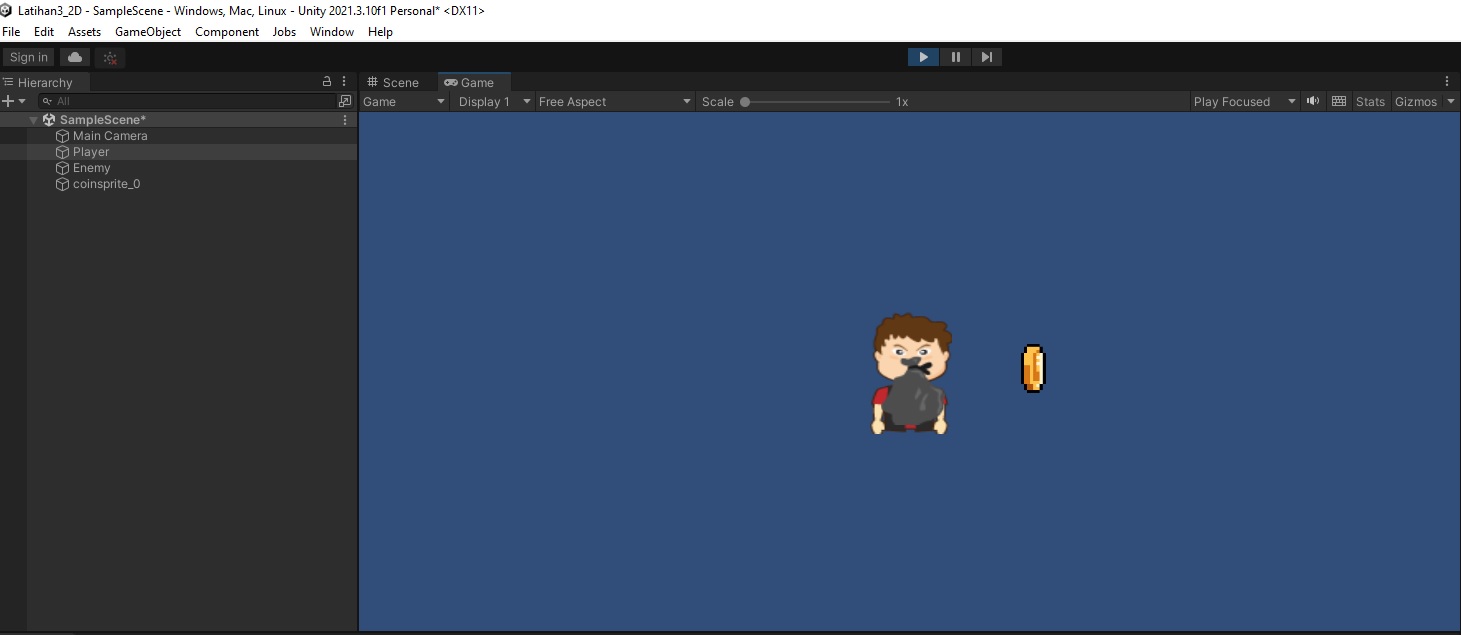 Latihan3_2D - SampleScene - Windows, Mac, Linux - Unity 2021.3.10f1 Personal* <DX11>
File Edit Assets GameObject Component Jobs Window Help
Sign in
Hierarchy
All
SampleScene*
Main Camera
Player
Enemy
coinsprite_0
Scene Game
Game Display 1 Free Aspect Scale 1x Play Focused Stats Gizmos